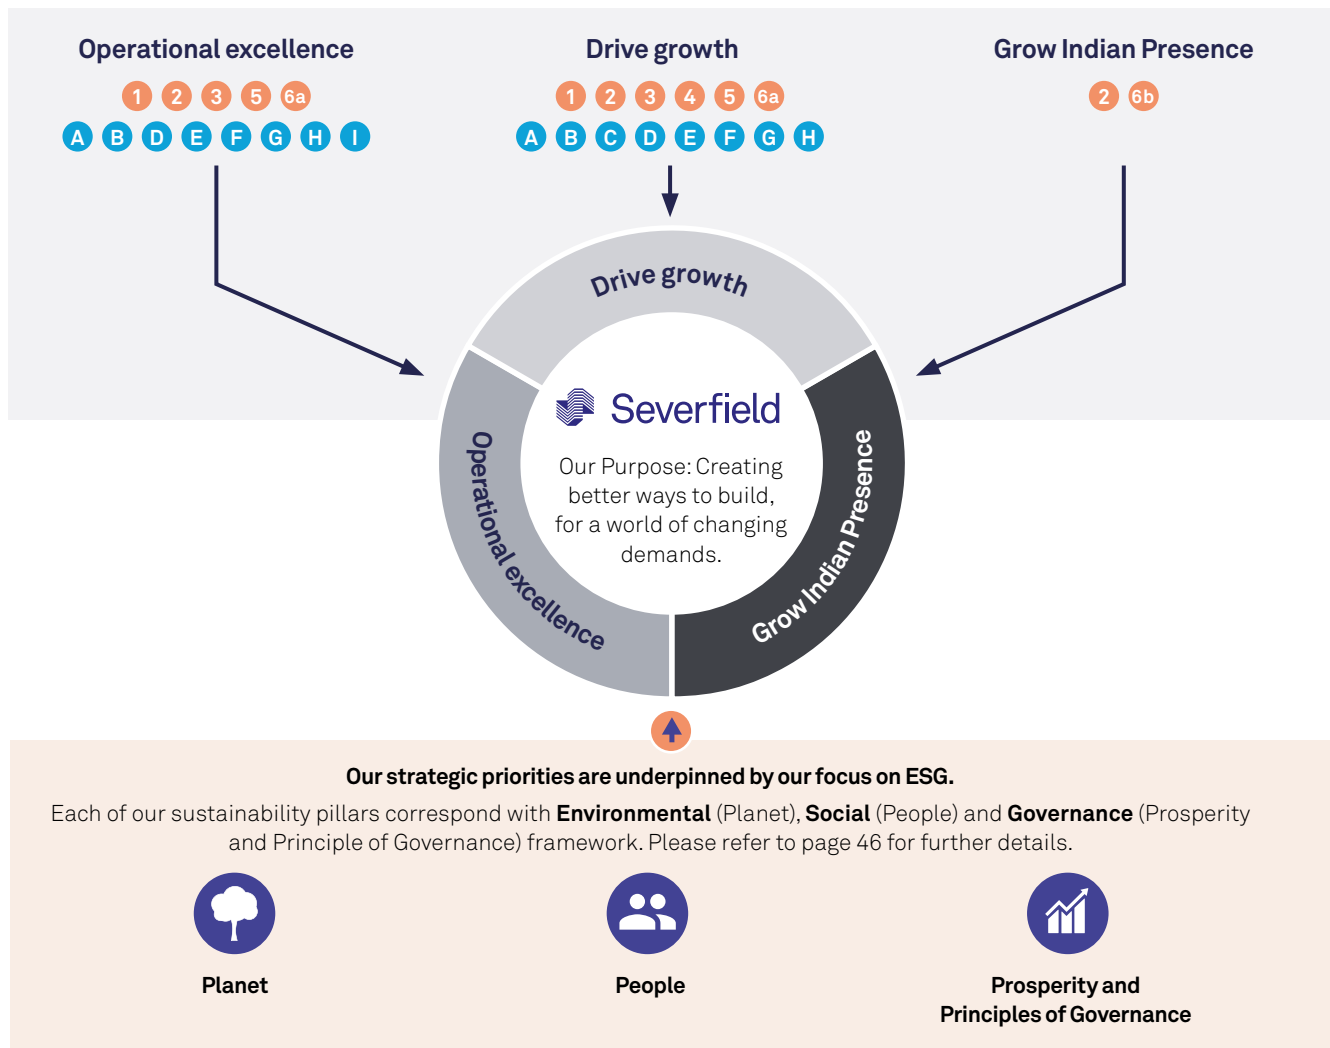 Operational excellence
1 2 3 5 6a
A B D E F G H I
Drive growth
1 2 3 4 5 6a
A B C D E F G H
Grow Indian Presence
2 6b
Drive growth
Operational excellence
Grow Indian Presence
Severfield
Our Purpose: Creating
better ways to build,
for a world of changing
demands.
Our strategic priorities are underpinned by our focus on ESG.
Each of our sustainability pillars correspond with Environmental (Planet), Social (People) and Governance (Prosperity
and Principle of Governance) framework. Please refer to page 46 for further details.
Planet
People
Prosperity and
Principles of Governance